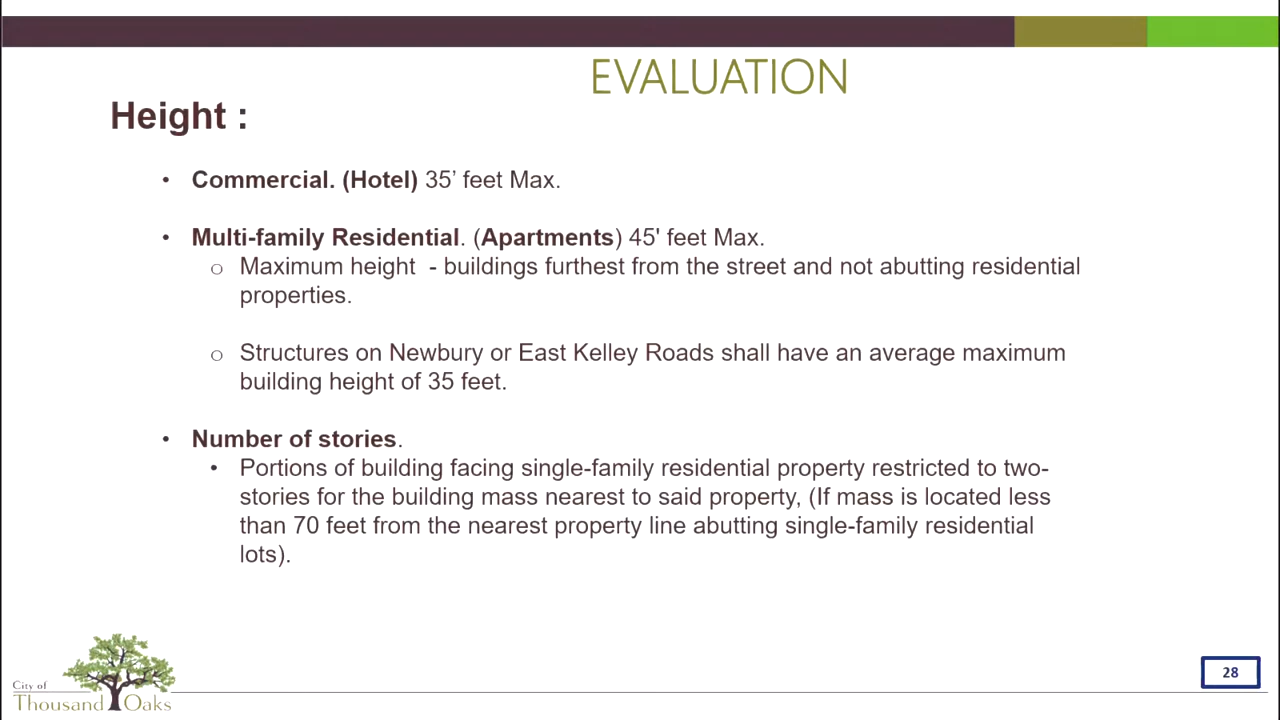 EVALUATION
Height :
• Commercial. (Hotel) 35’ feet Max.
• Multi-family Residential. (Apartments) 45' feet Max.
o Maximum height - buildings furthest from the street and not abutting residential
properties.
o Structures on Newbury or East Kelley Roads shall have an average maximum
building height of 35 feet.
• Number of stories.
• Portions of building facing single-family residential property restricted to two-
stories for the building mass nearest to said property, (If mass is located less
than 70 feet from the nearest property line abutting single-family residential
lots).
City of
Thousand Oaks
28